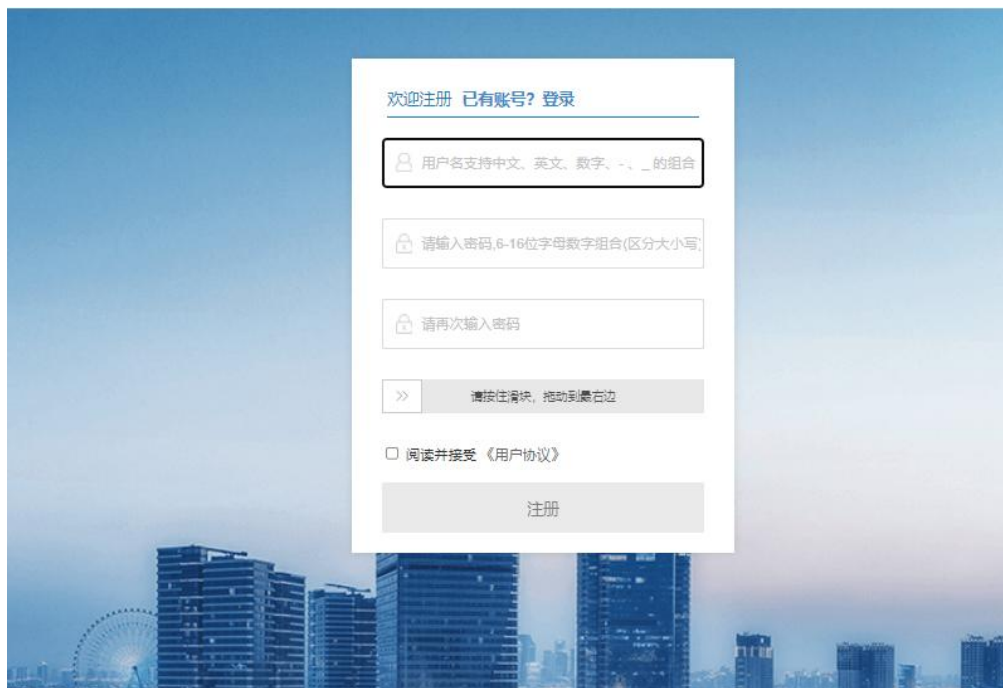 欢迎注册 已有账号？登录
用户名支持中文、英文、数字、-、_的组合
请输入密码,6-16位字母数字组合(区分大小写)
请再次输入密码
>> 请按住滑块，拖动到最右边
阅读并接受《用户协议》
注册